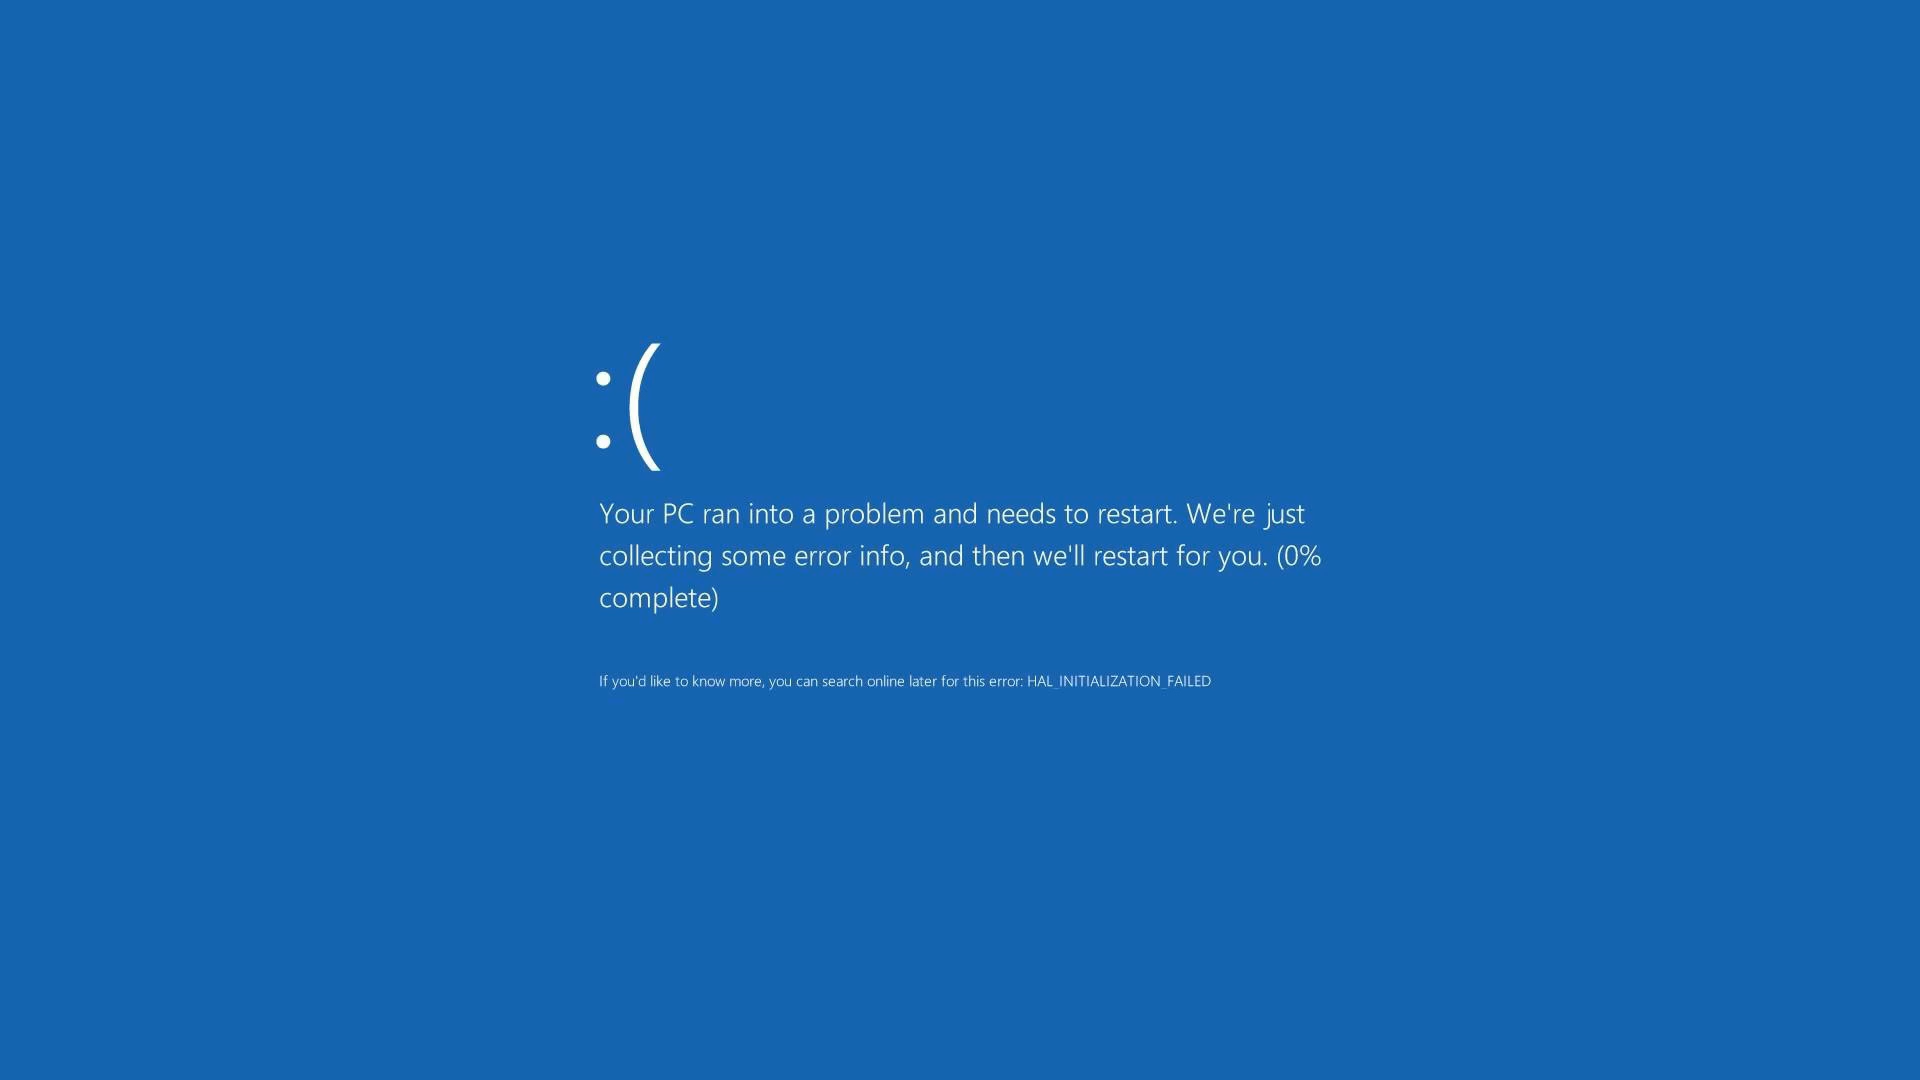 :(
Your PC ran into a problem and needs to restart. We're just
collecting some error info, and then we'll restart for you. (0%
complete)
If you'd like to know more, you can search online later for this error: HAL_INITIALIZATION_FAILED